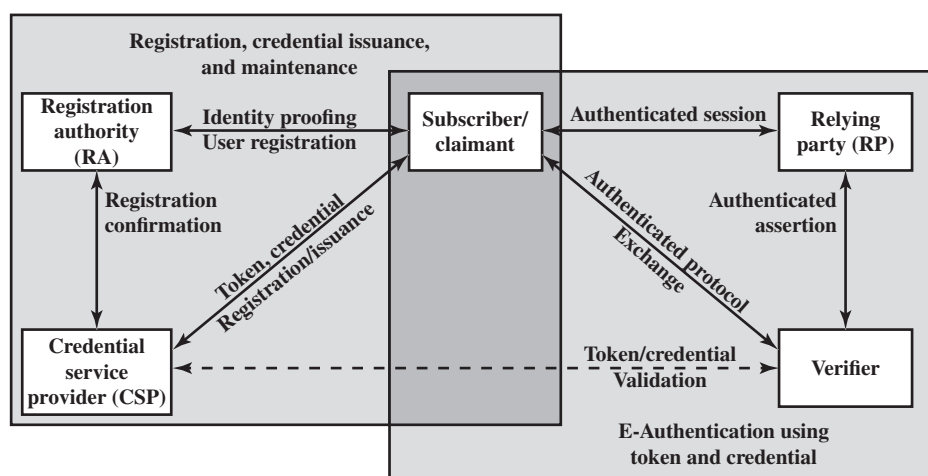 Registration, credential issuance,
and maintenance
Registration
authority
(RA)
Identity proofing
User registration
Subscriber/
claimant
Authenticated session
Relying
party (RP)
Registration
confirmation
Token, credential
Registration/issuance
Authenticated protocol
Exchange
Authenticated
assertion
Credential
service
provider (CSP)
Token/credential
Validation
Verifier
E-Authentication using
token and credential